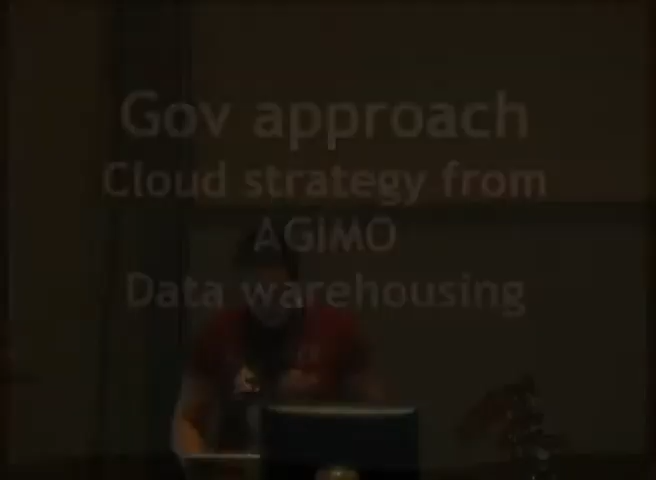 Gov approach
Cloud strategy from
AGIMO
Data warehousing